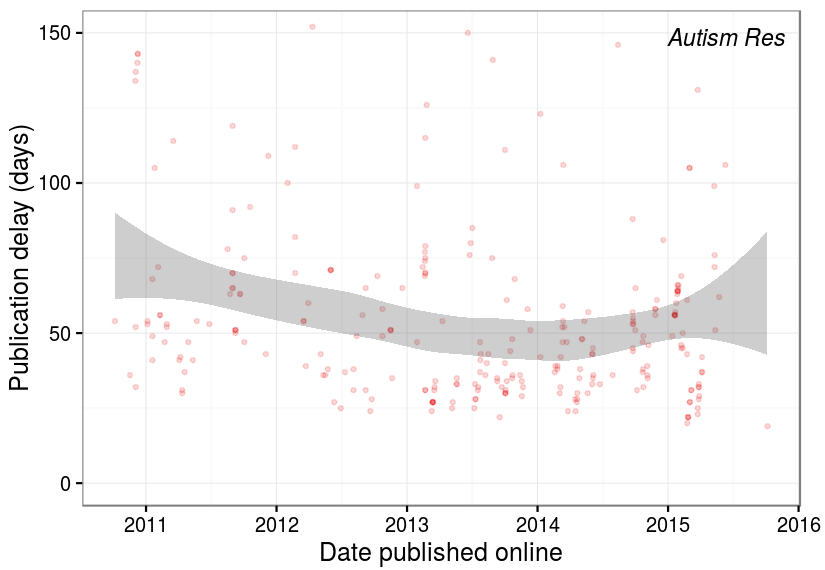 Autism Res
Publication delay (days)
150
100
50
0
2011 2012 2013 2014 2015 2016
Date published online